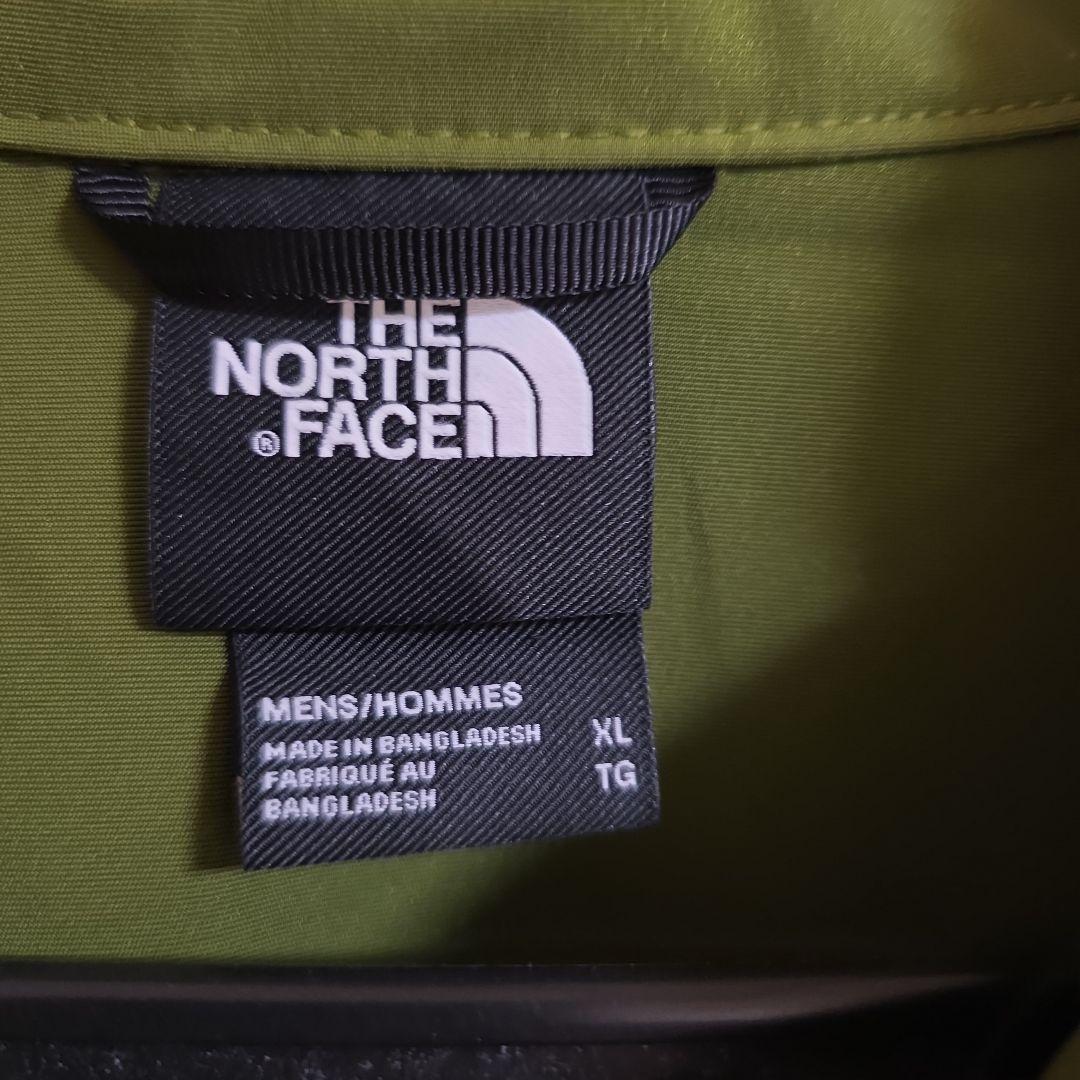 THE
NORTH
® FACE
MENS/HOMMES
MADE IN BANGLADESH XL
FABRIQUÉ AU TG
BANGLADESH